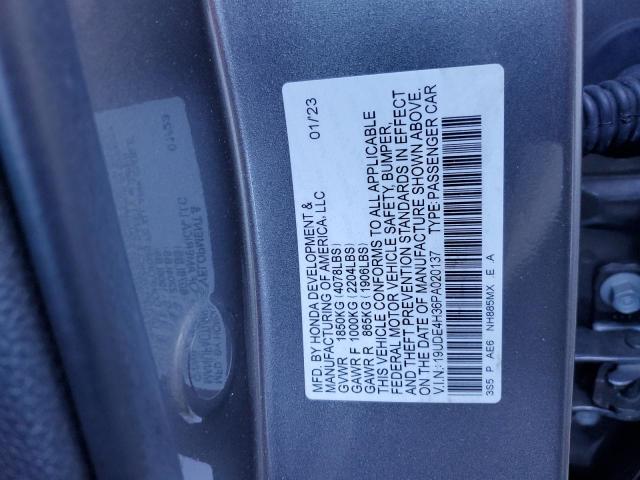 MFD. BY HONDA DEVELOPMENT &
MANUFACTURING OF AMERICA, LLC 01/'23
GVWR 1850KG (4078LBS)
GAWR F 1000KG (2204LBS)
GAWR R 865KG (1906LBS)
THIS VEHICLE CONFORMS TO ALL APPLICABLE
FEDERAL MOTOR VEHICLE SAFETY, BUMPER,
AND THEFT PREVENTION STANDARDS IN EFFECT
ON THE DATE OF MANUFACTURE SHOWN ABOVE.
V.I.N.:19UDE4H36PA020137 TYPE:PASSENGER CAR
3S5 P AE6 NH885MX E A